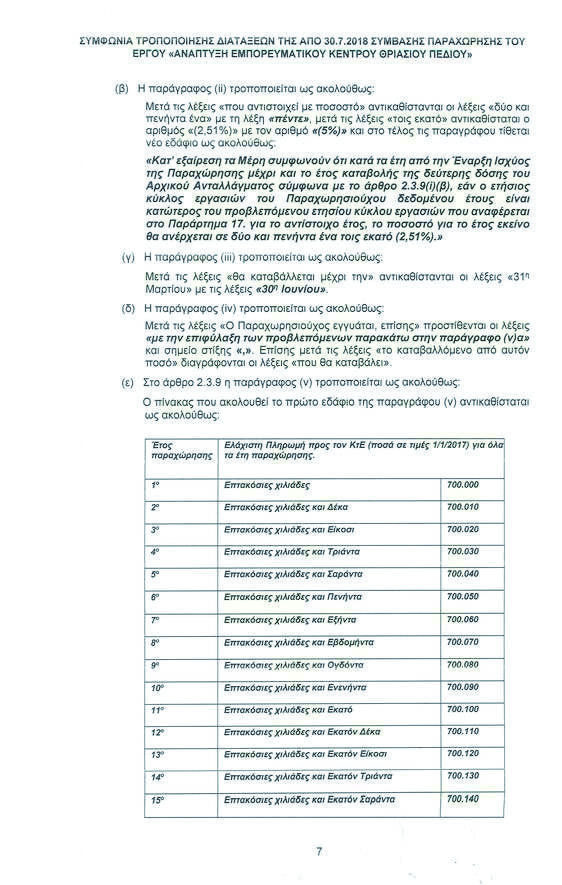 ΣΥΜΦΩΝΙΑ ΤΡΟΠΟΠΟΙΗΣΗΣ ΔΙΑΤΑΞΕΩΝ ΤΗΣ ΑΠΟ 30.7.2018 ΣΥΜΒΑΣΗΣ ΠΑΡΑΧΩΡΗΣΗΣ ΤΟΥ
ΕΡΓΟΥ «ΑΝΑΠΤΥΞΗ ΕΜΠΟΡΕΥΜΑΤΙΚΟΥ ΚΕΝΤΡΟΥ ΘΡΙΑΣΙΟΥ ΠΕΔΙΟΥ»
(β) Η παράγραφος (ii) τροποποιείται ως ακολούθως:
Μετά τις λέξεις «που αντιστοιχεί με ποσοστό» αντικαθίστανται οι λέξεις «δύο και
πενήντα ένα» με τη λέξη «πέντε», μετά τις λέξεις «τοις εκατό» αντικαθίσταται ο
αριθμός «(2,51%)» με τον αριθμό «(5%)» και στο τέλος τις παραγράφου τίθεται
νέο εδάφιο ως ακολούθως:
«Κατ' εξαίρεση τα Μέρη συμφωνούν ότι κατά τα έτη από την Έναρξη Ισχύος
της Παραχώρησης μέχρι και το έτος καταβολής της δεύτερης δόσης του
Αρχικού Ανταλλάγματος σύμφωνα με το άρθρο 2.3.9(i)(β), εάν ο ετήσιος
κύκλος εργασιών του Παραχωρησιούχου δεδομένου έτους είναι
κατώτερος του προβλεπόμενου ετησίου κύκλου εργασιών που αναφέρεται
στο Παράρτημα 17. για το αντίστοιχο έτος, το ποσοστό για το έτος εκείνο
θα ανέρχεται σε δύο και πενήντα ένα τοις εκατό (2,51%).»
(γ) Η παράγραφος (iii) τροποποιείται ως ακολούθως:
Μετά τις λέξεις «θα καταβάλλεται μέχρι την» αντικαθίστανται οι λέξεις «31η
Μαρτίου» με τις λέξεις «30η Ιουνίου».
(δ) Η παράγραφος (iv) τροποποιείται ως ακολούθως:
Μετά τις λέξεις «Ο Παραχωρησιούχος εγγυάται, επίσης» προστίθενται οι λέξεις
«με την επιφύλαξη των προβλεπόμενων παρακάτω στην παράγραφο (v)α»
και σημείο στίξης «,». Επίσης μετά τις λέξεις «το καταβαλλόμενο από αυτόν
ποσό» διαγράφονται οι λέξεις «που θα καταβάλει».
(ε) Στο άρθρο 2.3.9 η παράγραφος (v) τροποποιείται ως ακολούθως:
Ο πίνακας που ακολουθεί το πρώτο εδάφιο της παραγράφου (v) αντικαθίσταται
ως ακολούθως:
Έτος Ελάχιστη Πληρωμή προς τον ΚτΕ (ποσά σε τιμές 1/1/2017) για όλα
παραχώρησης τα έτη παραχώρησης.
1ο Επτακόσιες χιλιάδες 700.000
2ο Επτακόσιες χιλιάδες και Δέκα 700.010
3ο Επτακόσιες χιλιάδες και Είκοσι 700.020
4ο Επτακόσιες χιλιάδες και Τριάντα 700.030
5ο Επτακόσιες χιλιάδες και Σαράντα 700.040
6ο Επτακόσιες χιλιάδες και Πενήντα 700.050
7ο Επτακόσιες χιλιάδες και Εξήντα 700.060
8ο Επτακόσιες χιλιάδες και Εβδομήντα 700.070
9ο Επτακόσιες χιλιάδες και Ογδόντα 700.080
10ο Επτακόσιες χιλιάδες και Ενενήντα 700.090
11ο Επτακόσιες χιλιάδες και Εκατό 700.100
12ο Επτακόσιες χιλιάδες και Εκατόν Δέκα 700.110
13ο Επτακόσιες χιλιάδες και Εκατόν Είκοσι 700.120
14ο Επτακόσιες χιλιάδες και Εκατόν Τριάντα 700.130
15ο Επτακόσιες χιλιάδες και Εκατόν Σαράντα 700.140
7